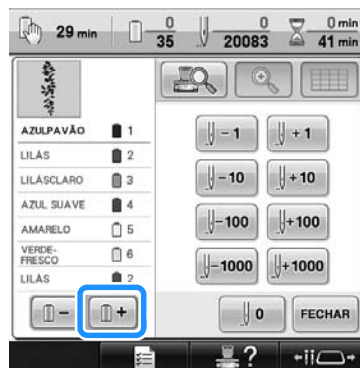 29 min 0 35 0 20083 0 min 41 min
AZULPAVÃO 1
LILÁS 2
LILÁSCLARO 3
AZUL SUAVE 4
AMARELO 5
VERDE-
FRESCO 6
LILÁS 2
-1 +1
-10 +10
-100 +100
-1000 +1000
- + 0 FECHAR
?